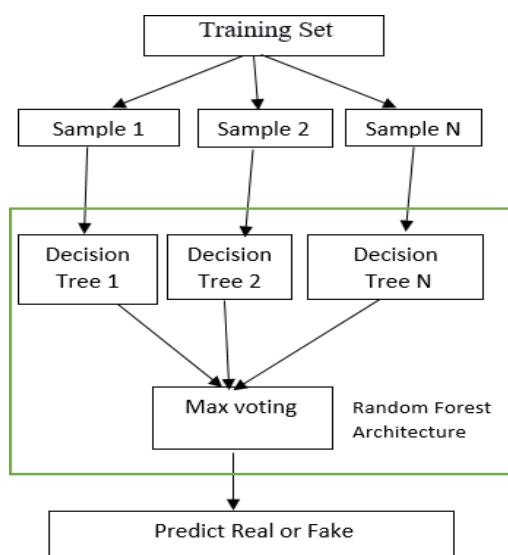 Training Set
Sample 1
Sample 2
Sample N
Decision
Tree 1
Decision
Tree 2
Decision
Tree N
Max voting
Random Forest
Architecture
Predict Real or Fake